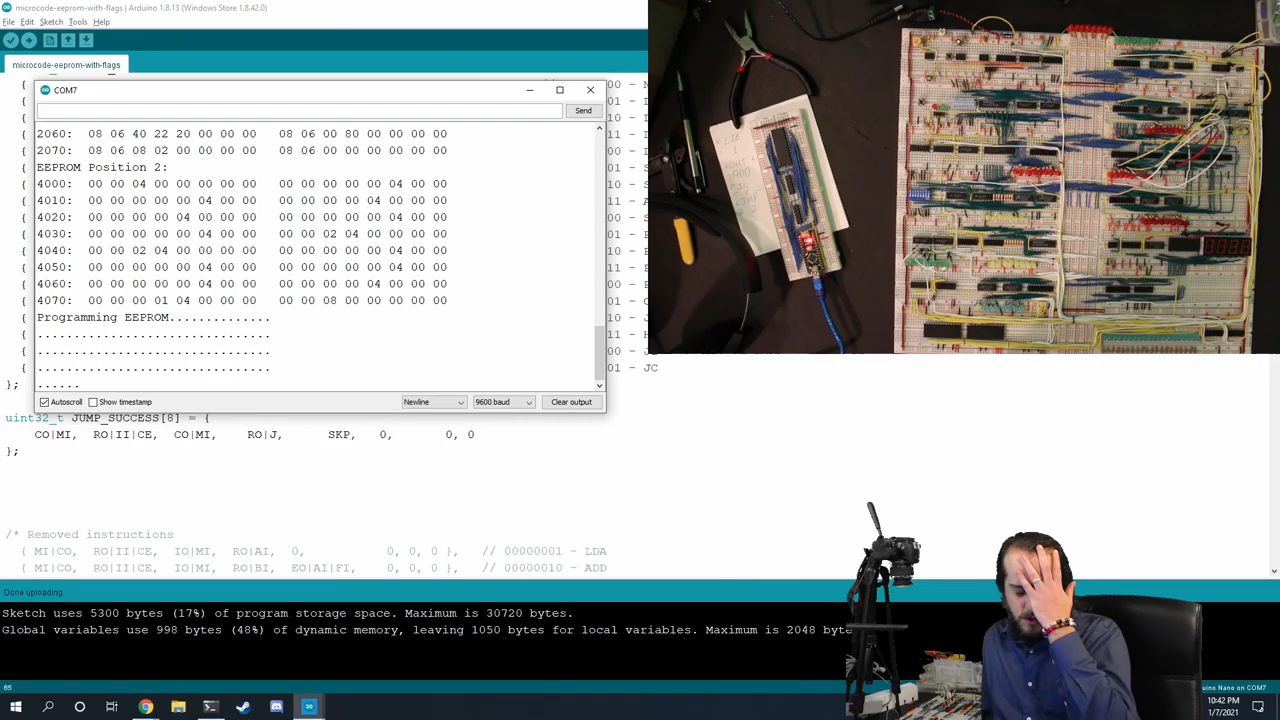 microcode-eeprom-with-flags | Arduino 1.8.13 (Windows Store 1.8.42.0)
File Edit Sketch Tools Help
microcode-eeprom-with-flags
COM7
Send
2060: 08 06 40 22 20 00 00 00 08 06 00 80 00 00 00 00
2070: 08 06 08 02 00 00 00 00 08 06 00 00 00 00 00 00
EEPROM Position 2:
4000: 00 00 04 00 00 00 00 00 00 00 00 04 00 00 00
4010: 00 00 00 00 04 00 00 00 00 00 00 04 00 00 00
4020: 00 00 00 04 00 00 00 00 00 00 00 04 00 00
4030: 00 00 00 00 04 00 00 00 00 00 02 04 00 00 00
4040: 00 00 02 04 00 00 00 00 00 00 00 04 00 00
4050: 00 00 00 00 04 00 00 00 00 00 00 04 00 00
4060: 00 00 00 00 04 00 00 00 00 00 00 04 00 00 00
4070: 00 00 00 01 04 00 00 00 00 00 00 00 00 00
Programming EEPROM..............
............................
............................
............................
......
01 - JC
};
Autoscroll Show timestamp Newline 9600 baud Clear output
uint32_t JUMP_SUCCESS[8] = {
CO|MI, RO|II|CE, CO|MI, RO|J, SKP, 0, 0, 0
};
/* Removed instructions
{ MI|CO, RO|II|CE, IO|MI, RO|AI, 0, 0, 0, 0 }, // 00000001 - LDA
{ MI|CO, RO|II|CE, IO|MI, RO|BI, EO|AI|FI, 0, 0, 0 }, // 00000010 - ADD
Done uploading.
Sketch uses 5300 bytes (17%) of program storage space. Maximum is 30720 bytes.
Global variables use 998 bytes (48%) of dynamic memory, leaving 1050 bytes for local variables. Maximum is 2048 byte
65
uino Nano on COM7
10:42 PM
1/7/2021